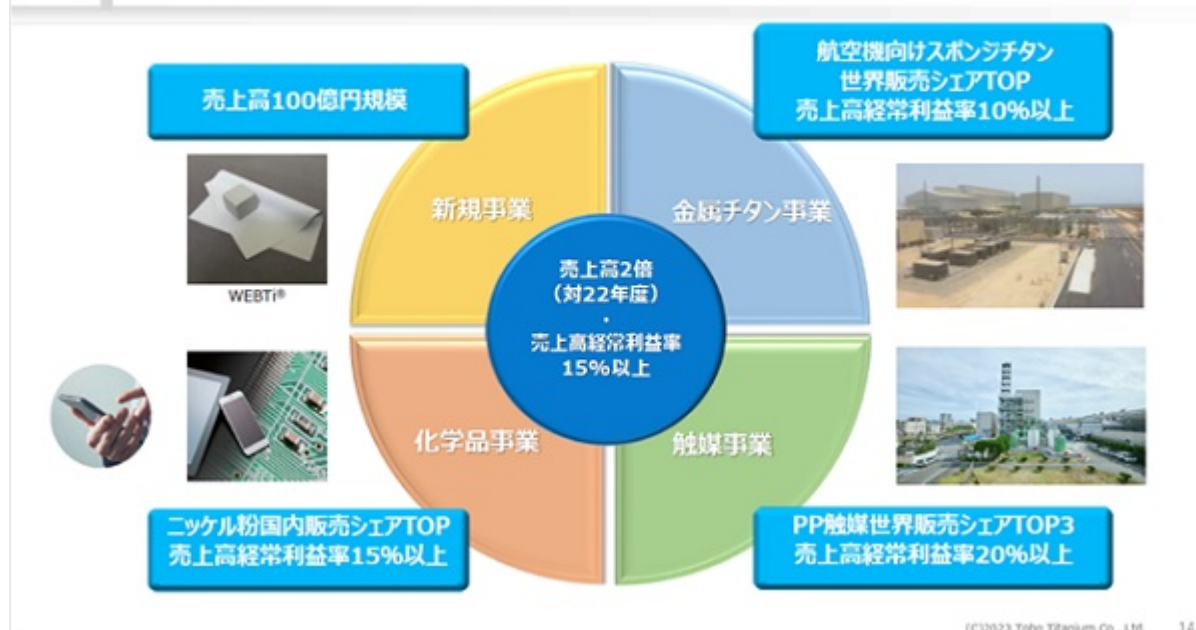 売上高100億円規模
航空機向けスポンジチタン
世界販売シェアTOP
売上高経常利益率10%以上
新規事業
金属チタン事業
WEBTi®
売上高2倍
（対22年度）
・
売上高経常利益率
15%以上
化学品事業
触媒事業
ニッケル粉国内販売シェアTOP
売上高経常利益率15%以上
PP触媒世界販売シェアTOP3
売上高経常利益率20%以上
(C)2023 Toho Titanium Co., Ltd. 14